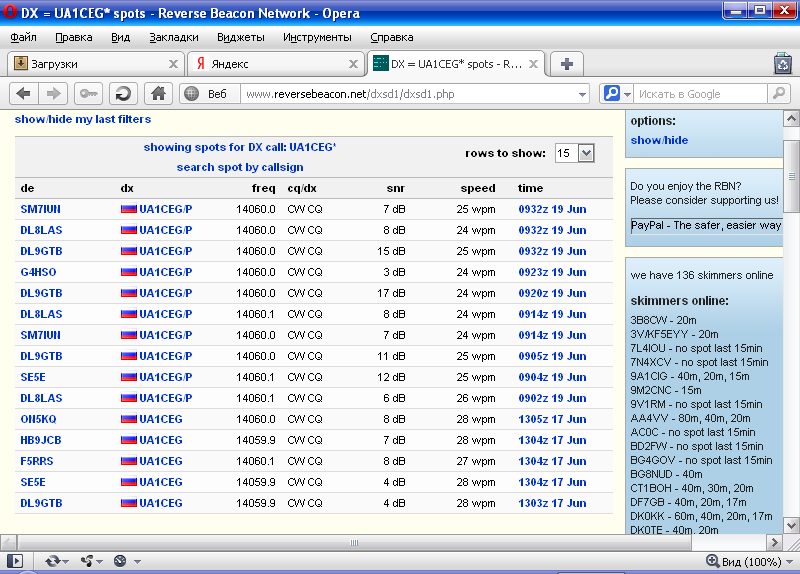 DX = UA1CEG* spots - Reverse Beacon Network - Opera
Файл Правка Вид Закладки Виджеты Инструменты Справка
Загрузки Яндекс DX = UA1CEG* spots - R...
Веб www.reversebeacon.net/dxsd1/dxsd1.php Искать в Google
show/hide my last filters
showing spots for DX call: UA1CEG*
search spot by callsign
rows to show: 15
de dx freq cq/dx snr speed time
SM7IUN UA1CEG/P 14060.0 CW CQ 7 dB 25 wpm 0932z 19 Jun
DL8LAS UA1CEG/P 14060.0 CW CQ 8 dB 24 wpm 0932z 19 Jun
DL9GTB UA1CEG/P 14060.0 CW CQ 15 dB 25 wpm 0932z 19 Jun
G4HSO UA1CEG/P 14060.0 CW CQ 3 dB 24 wpm 0923z 19 Jun
DL9GTB UA1CEG/P 14060.0 CW CQ 17 dB 24 wpm 0920z 19 Jun
DL8LAS UA1CEG/P 14060.1 CW CQ 8 dB 24 wpm 0914z 19 Jun
SM7IUN UA1CEG/P 14060.0 CW CQ 7 dB 24 wpm 0914z 19 Jun
DL9GTB UA1CEG/P 14060.0 CW CQ 11 dB 25 wpm 0905z 19 Jun
SE5E UA1CEG/P 14060.1 CW CQ 12 dB 25 wpm 0904z 19 Jun
DL8LAS UA1CEG/P 14060.1 CW CQ 6 dB 26 wpm 0902z 19 Jun
ON5KQ UA1CEG 14060.0 CW CQ 8 dB 28 wpm 1305z 17 Jun
HB9JCB UA1CEG 14059.9 CW CQ 7 dB 28 wpm 1304z 17 Jun
F5RRS UA1CEG 14060.1 CW CQ 8 dB 27 wpm 1304z 17 Jun
SE5E UA1CEG 14059.9 CW CQ 4 dB 28 wpm 1304z 17 Jun
DL9GTB UA1CEG 14059.9 CW CQ 4 dB 28 wpm 1303z 17 Jun
options:
show/hide
Do you enjoy the RBN?
Please consider supporting us!
PayPal - The safer, easier way
we have 136 skimmers online
skimmers online:
3B8CW - 20m
3V/KF5EYY - 20m
7L4IOU - no spot last 15min
7N4XCV - no spot last 15min
9A1CIG - 40m, 20m, 15m
9M2CNC - 15m
9V1RM - no spot last 15min
AA4VV - 80m, 40m, 20m
AC0C - no spot last 15min
BD2FW - no spot last 15min
BG4GOV - no spot last 15min
BG8NUD - 40m
CT1BOH - 40m, 30m, 20m
DF7GB - 40m, 20m, 17m
DK0KK - 60m, 40m, 20m, 17m
DK0TE - 40m, 20m
Вид (100%)